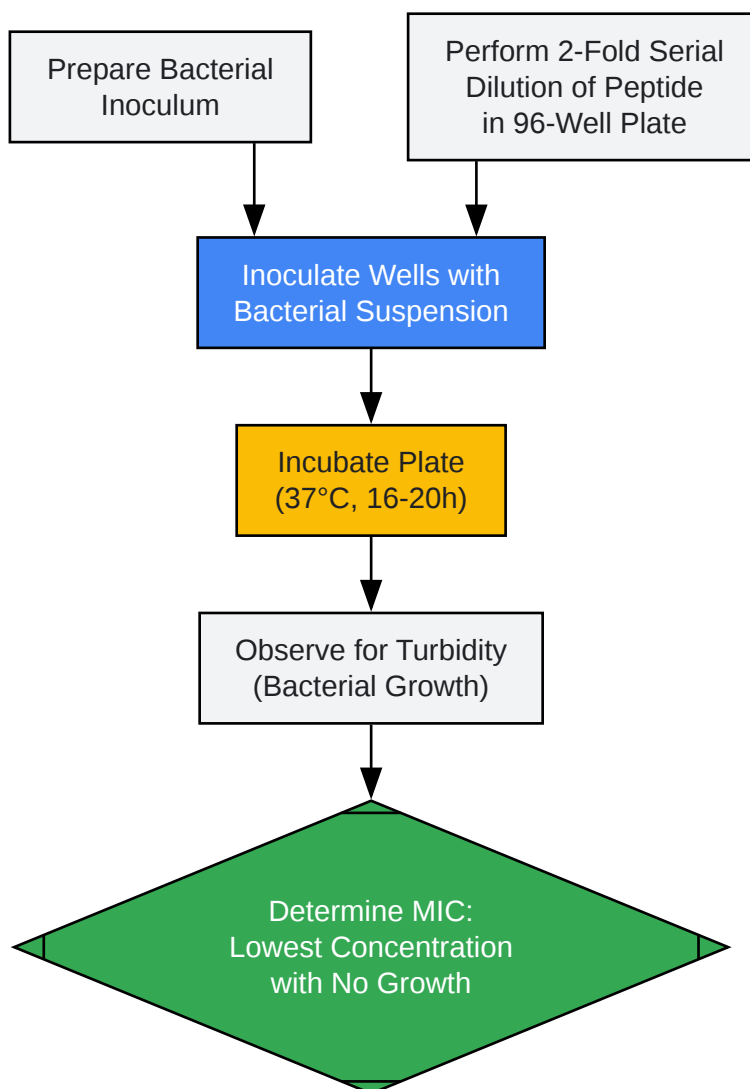 Prepare Bacterial
Inoculum
Perform 2-Fold Serial
Dilution of Peptide
in 96-Well Plate
Inoculate Wells with
Bacterial Suspension
Incubate Plate
(37°C, 16-20h)
Observe for Turbidity
(Bacterial Growth)
Determine MIC:
Lowest Concentration
with No Growth